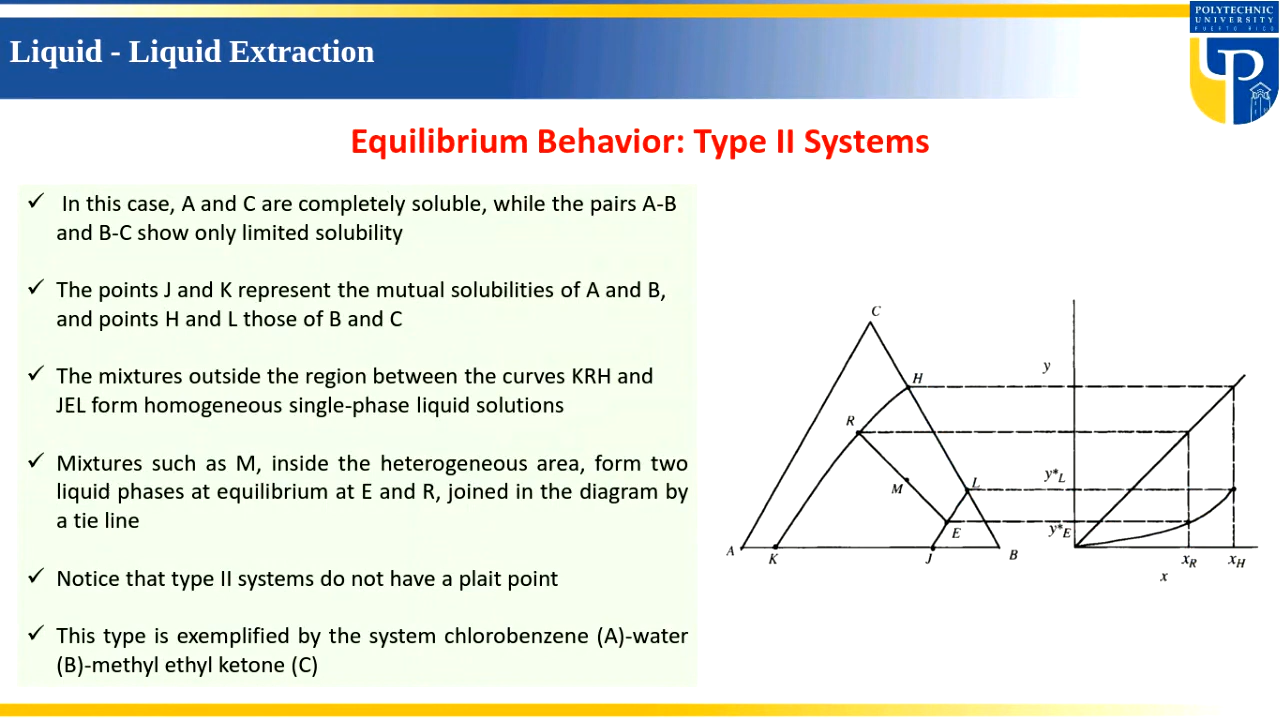 POLYTECHNIC
UNIVERSITY
PUERTO RICO
Liquid - Liquid Extraction
Equilibrium Behavior: Type II Systems
✓ In this case, A and C are completely soluble, while the pairs A-B
and B-C show only limited solubility
✓ The points J and K represent the mutual solubilities of A and B,
and points H and L those of B and C
✓ The mixtures outside the region between the curves KRH and
JEL form homogeneous single-phase liquid solutions
✓ Mixtures such as M, inside the heterogeneous area, form two
liquid phases at equilibrium at E and R, joined in the diagram by
a tie line
✓ Notice that type II systems do not have a plait point
✓ This type is exemplified by the system chlorobenzene (A)-water
(B)-methyl ethyl ketone (C)
C
H
y
R
M
L
y*L
E
y*E
A
K
J
B
xR
xH
x